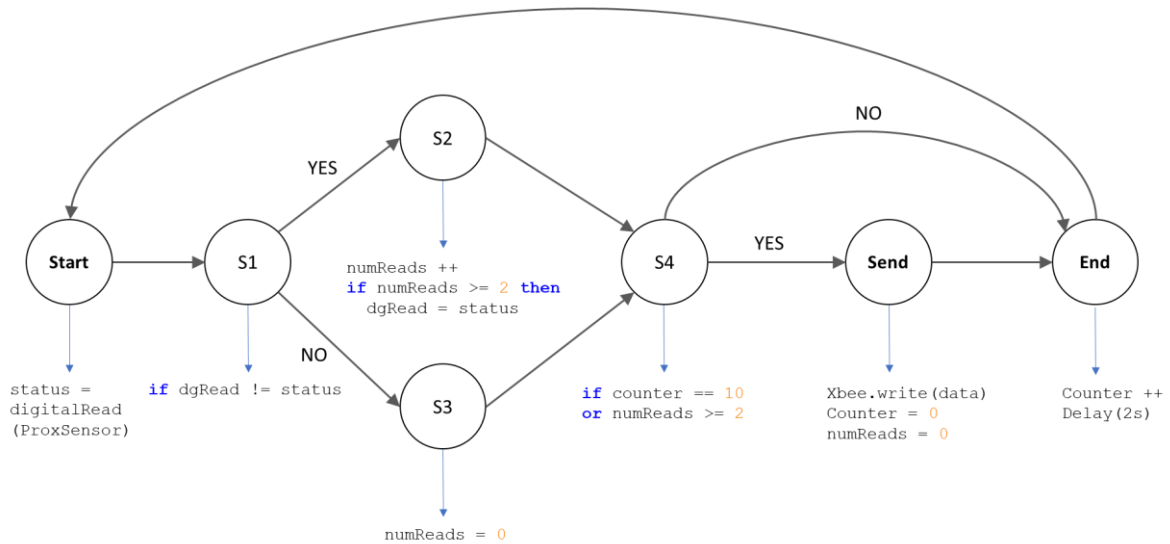 NO
S2
YES
Start
S1
S4
YES
Send
End
numReads ++
if numReads >= 2 then
dgRead = status
NO
status =
digitalRead
(ProxSensor)
if dgRead != status
S3
if counter == 10
or numReads >= 2
Xbee.write(data)
Counter = 0
numReads = 0
Counter ++
Delay(2s)
numReads = 0